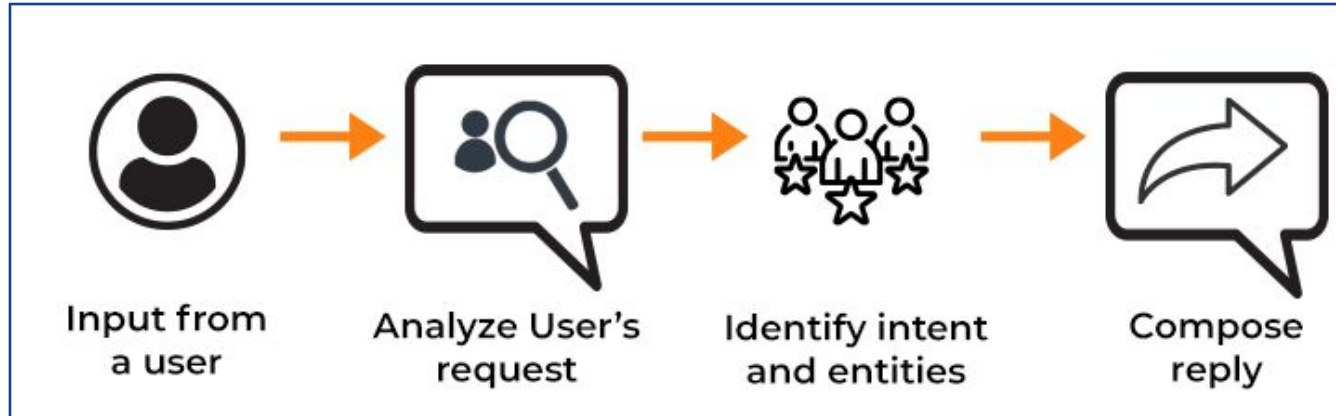 Input from
a user
Analyze User's
request
Identify intent
and entities
Compose
reply